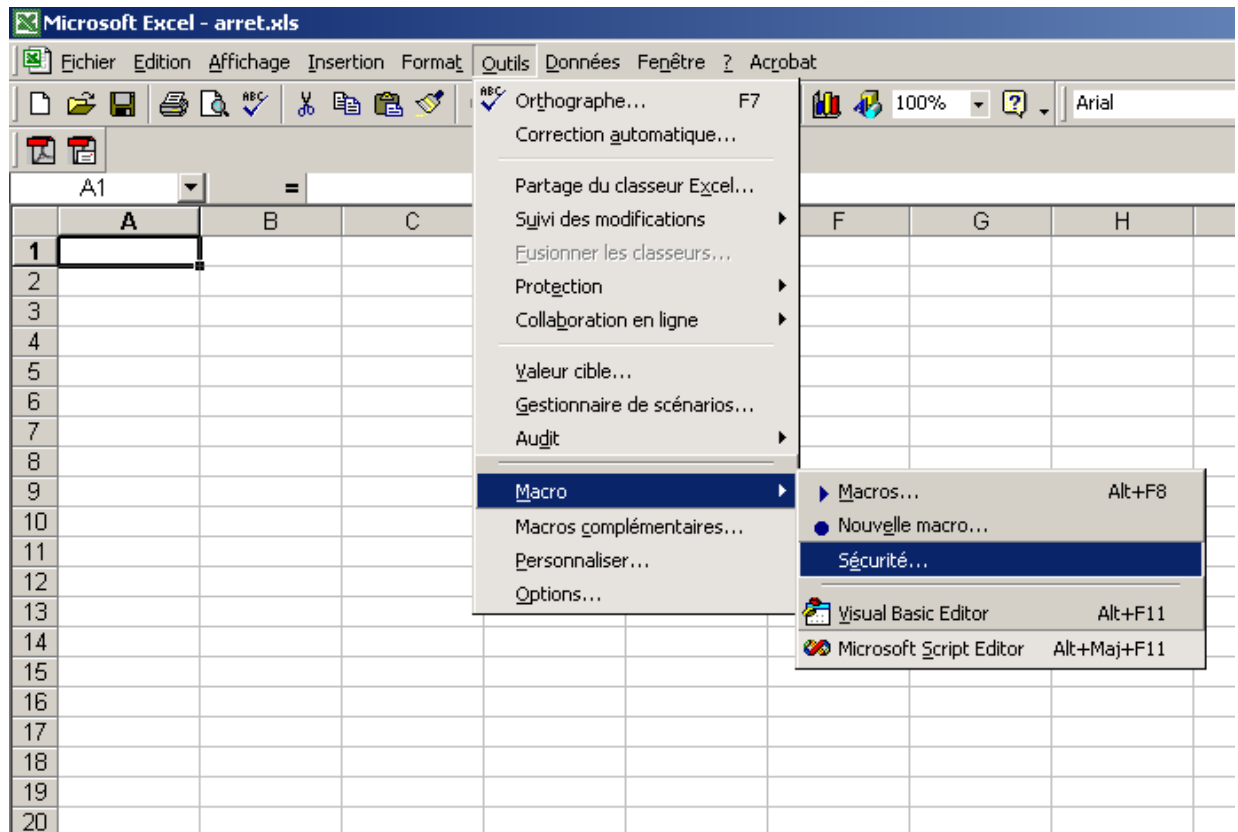 Microsoft Excel - arret.xls
Fichier Edition Affichage Insertion Format Outils Données Fenêtre ? Acrobat
ABC ABC Orthographe... F7 100% Arial
Correction automatique...
A1 = Partage du classeur Excel...
A B C Suivi des modifications F G H
1 Fusionner les classeurs...
2 Protection
3 Collaboration en ligne
4
5 Valeur cible...
6 Gestionnaire de scénarios...
7 Audit
8
9 Macro Macros... Alt+F8
10 Macros complémentaires... Nouvelle macro...
11 Personnaliser... Sécurité...
12 Options...
13 Visual Basic Editor Alt+F11
14 Microsoft Script Editor Alt+Maj+F11
15
16
17
18
19
20